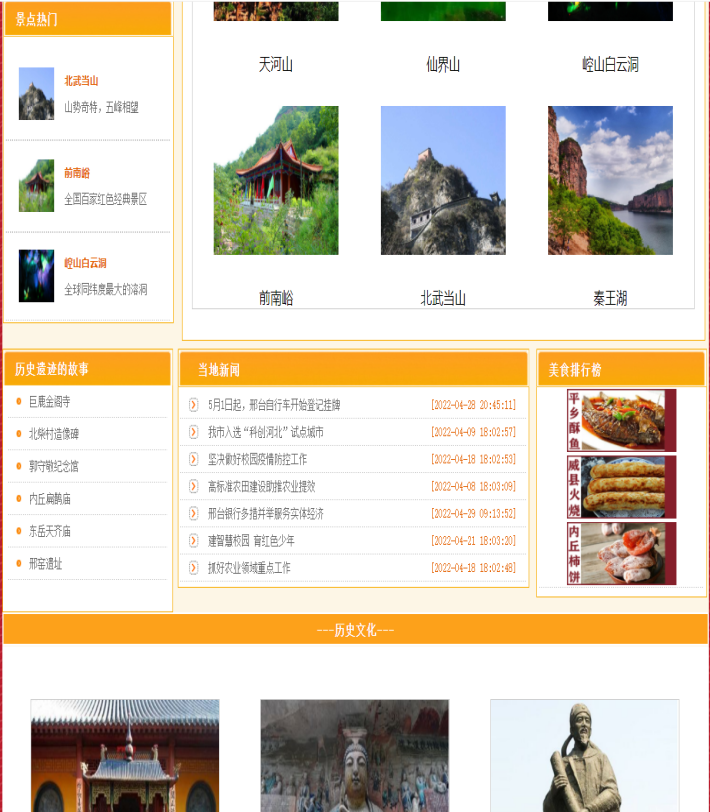 景点热门
北武当山
山势奇特，五峰相望
前南峪
全国百家红色经典景区
崆山白云洞
全球同纬度最大的溶洞
天河山
仙界山
崆山白云洞
前南峪
北武当山
秦王湖
历史遗迹的故事
巨鹿金阁寺
北柴村造像碑
郭守敬纪念馆
内丘扁鹊庙
东岳天齐庙
邢窑遗址
当地新闻
5月1日起，邢台自行车开始登记挂牌 [2022-04-28 20:45:11]
我市入选“科创河北”试点城市 [2022-04-09 18:02:57]
坚决做好校园疫情防控工作 [2022-04-18 18:02:53]
高标准农田建设助推农业提效 [2022-04-08 18:03:09]
邢台银行多措并举服务实体经济 [2022-04-29 09:13:52]
建智慧校园 育红色少年 [2022-04-21 18:03:20]
抓好农业领域重点工作 [2022-04-18 18:02:48]
美食排行榜
平乡酥鱼
威县火烧
内丘柿饼
---历史文化---